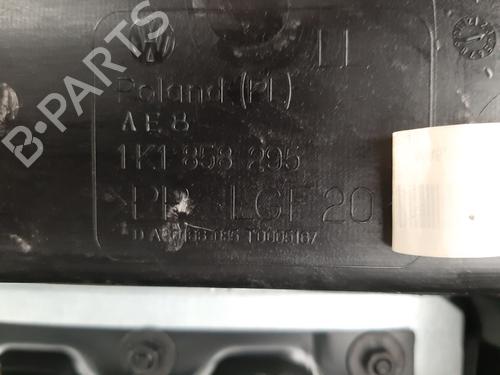 Poland (PL)
AE8
1K1 858 295
>PP - LGF 20<
B-PARTS